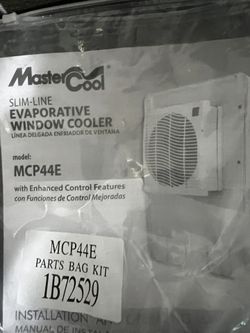 MasterCool
SLIM-LINE
EVAPORATIVE
WINDOW COOLER
LÍNEA DELGADA ENFRIADOR DE VENTANA
model:
MCP44E
with Enhanced Control Features
con Funciones de Control Mejoradas
MCP44E
PARTS BAG KIT
1B72529
INSTALLATION
MANUAL DE